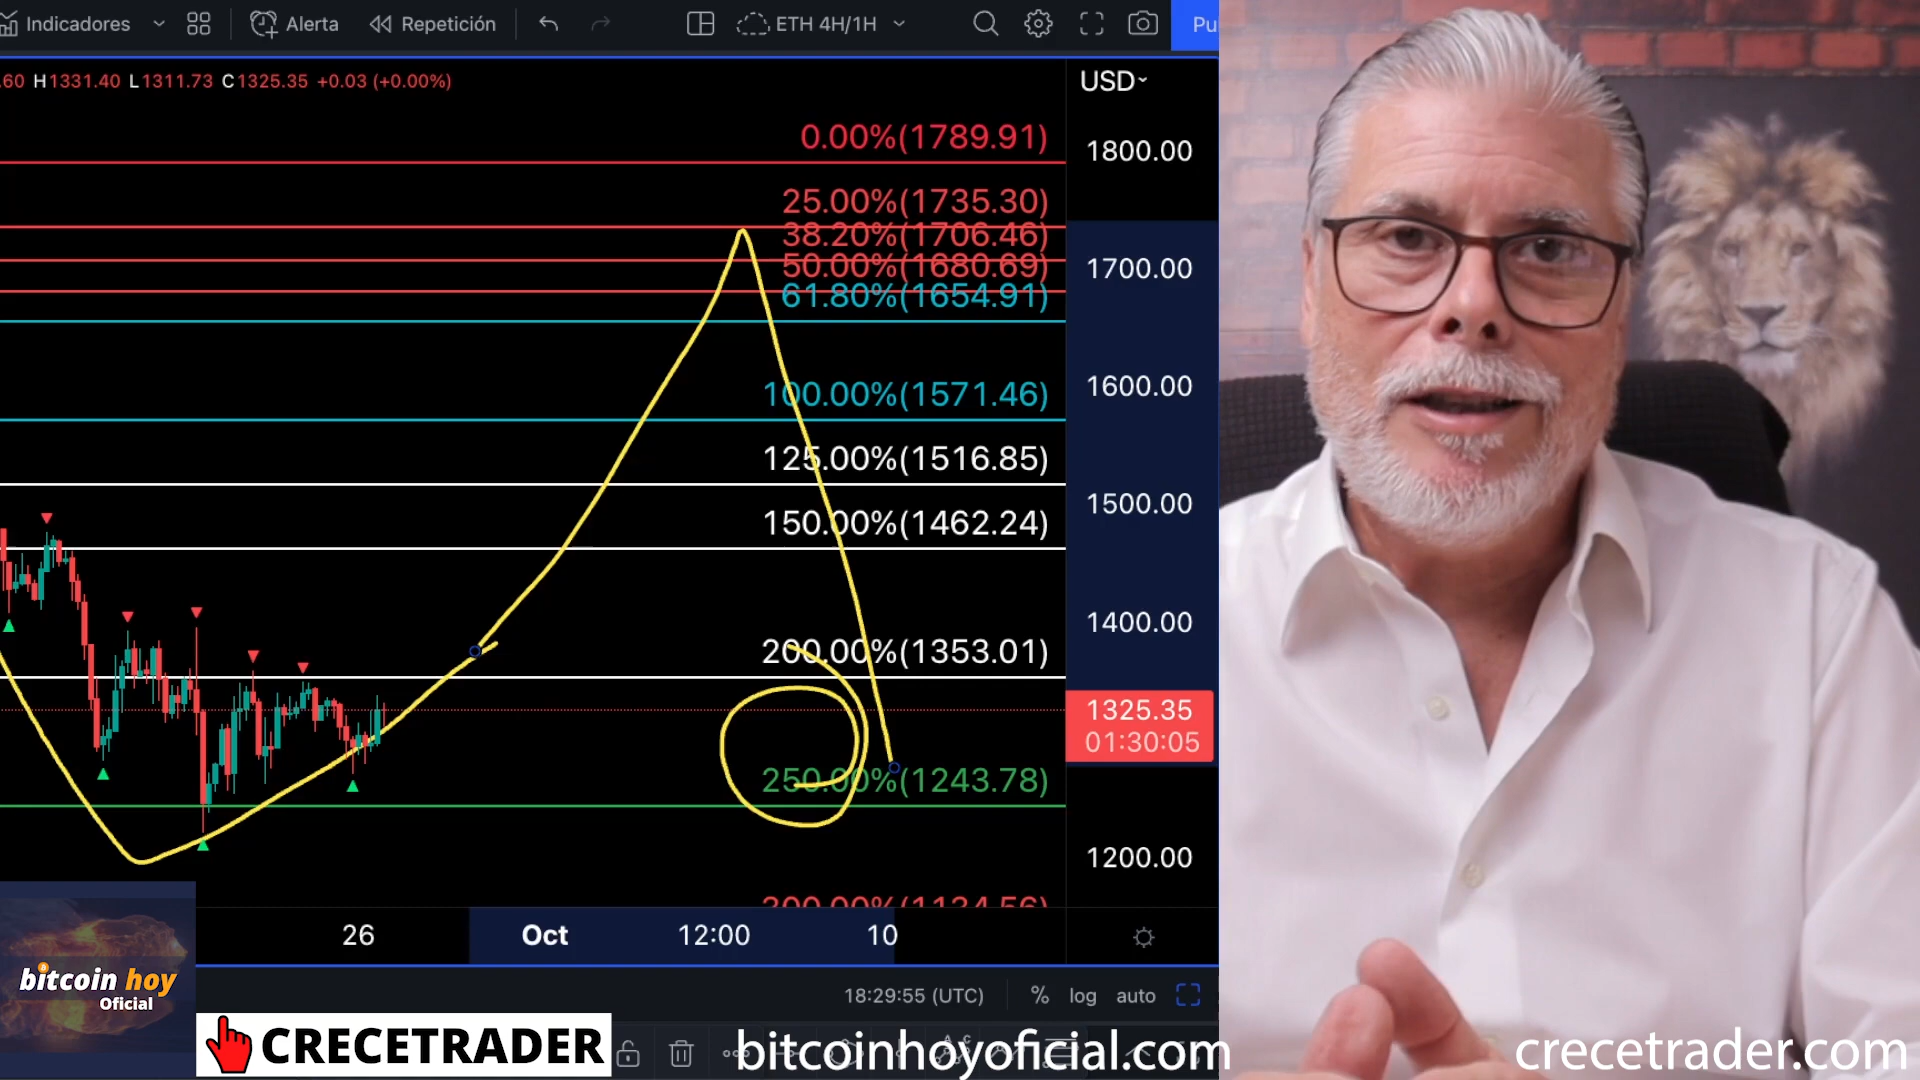 Indicadores Alerta Repetición ETH 4H/1H Pu
.60 H1331.40 L1311.73 C1325.35 +0.03 (+0.00%)
USD
0.00%(1789.91)
25.00%(1735.30)
38.20%(1706.46)
50.00%(1680.69)
61.80%(1654.91)
100.00%(1571.46)
125.00%(1516.85)
150.00%(1462.24)
200.00%(1353.01)
250.00%(1243.78)
300.00%(1134.56)
1800.00
1700.00
1600.00
1500.00
1400.00
1325.35
01:30:05
1200.00
26 Oct 12:00 10
18:29:55 (UTC) % log auto
bitcoin hoy
Oficial
CRECETRADER
bitcoinhoyoficial.com
crecetrader.com